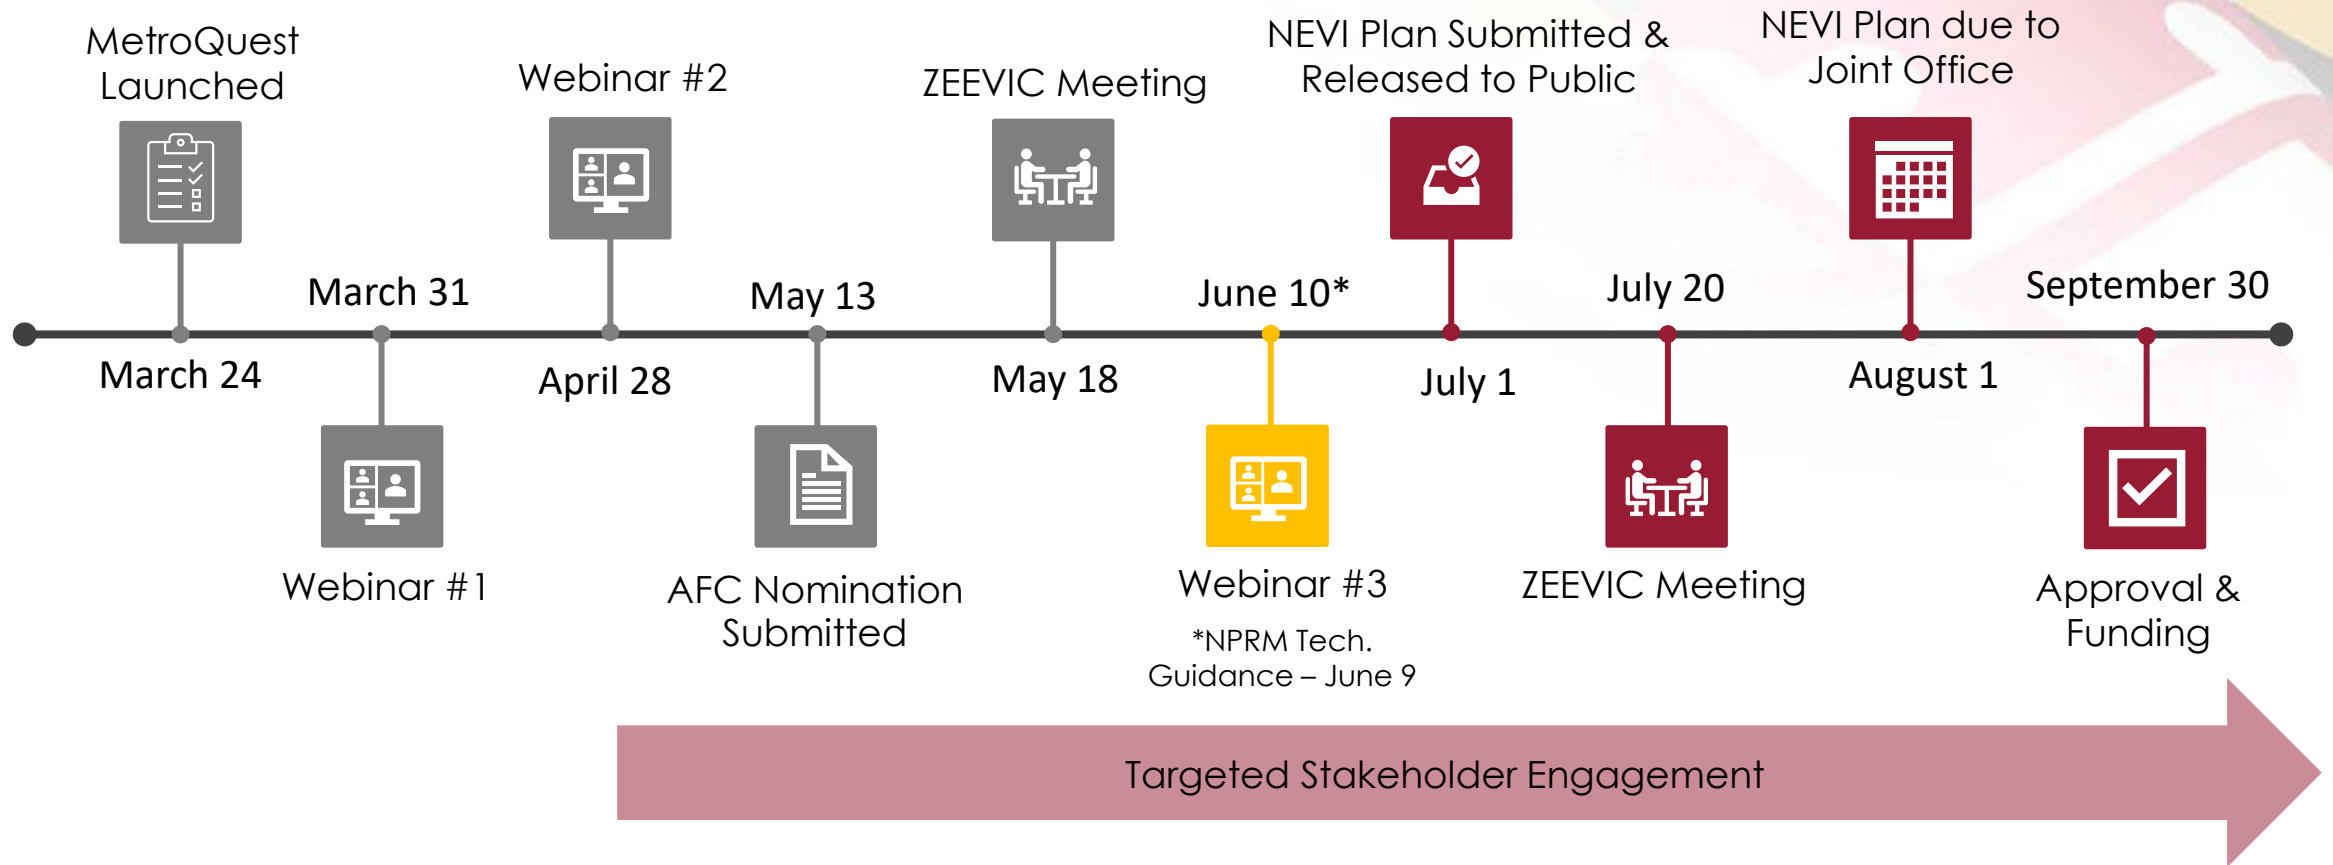 MetroQuest
Launched
March 24
March 31
Webinar #1
Webinar #2
April 28
May 13
AFC Nomination
Submitted
ZEEVIC Meeting
May 18
June 10*
Webinar #3
*NPRM Tech.
Guidance – June 9
NEVI Plan Submitted &
Released to Public
July 1
July 20
ZEEVIC Meeting
NEVI Plan due to
Joint Office
August 1
September 30
Approval &
Funding
Targeted Stakeholder Engagement